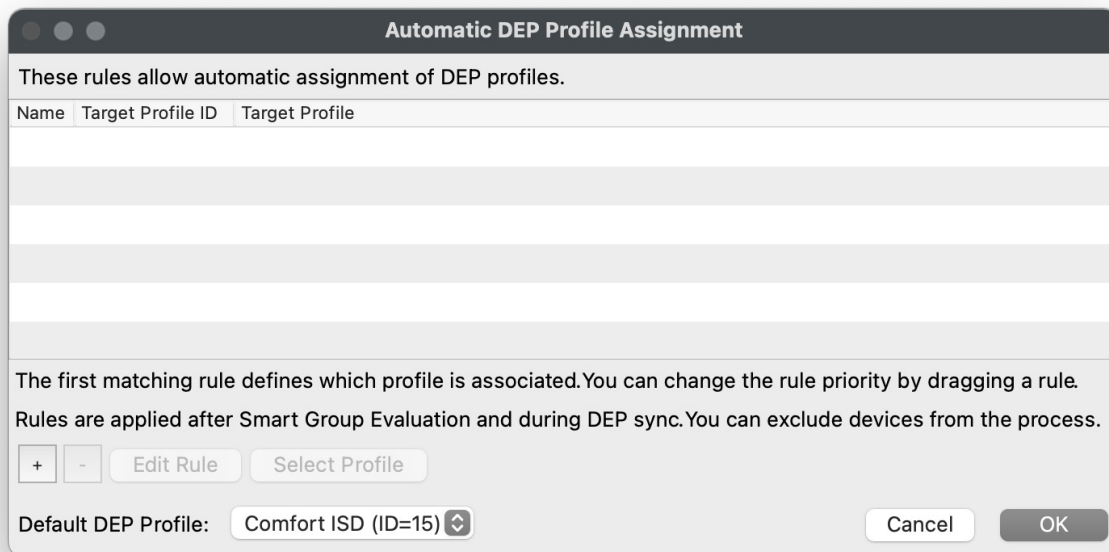 Automatic DEP Profile Assignment
These rules allow automatic assignment of DEP profiles.
Name Target Profile ID Target Profile
The first matching rule defines which profile is associated.You can change the rule priority by dragging a rule.
Rules are applied after Smart Group Evaluation and during DEP sync.You can exclude devices from the process.
+ - Edit Rule Select Profile
Default DEP Profile: Comfort ISD (ID=15) Cancel OK